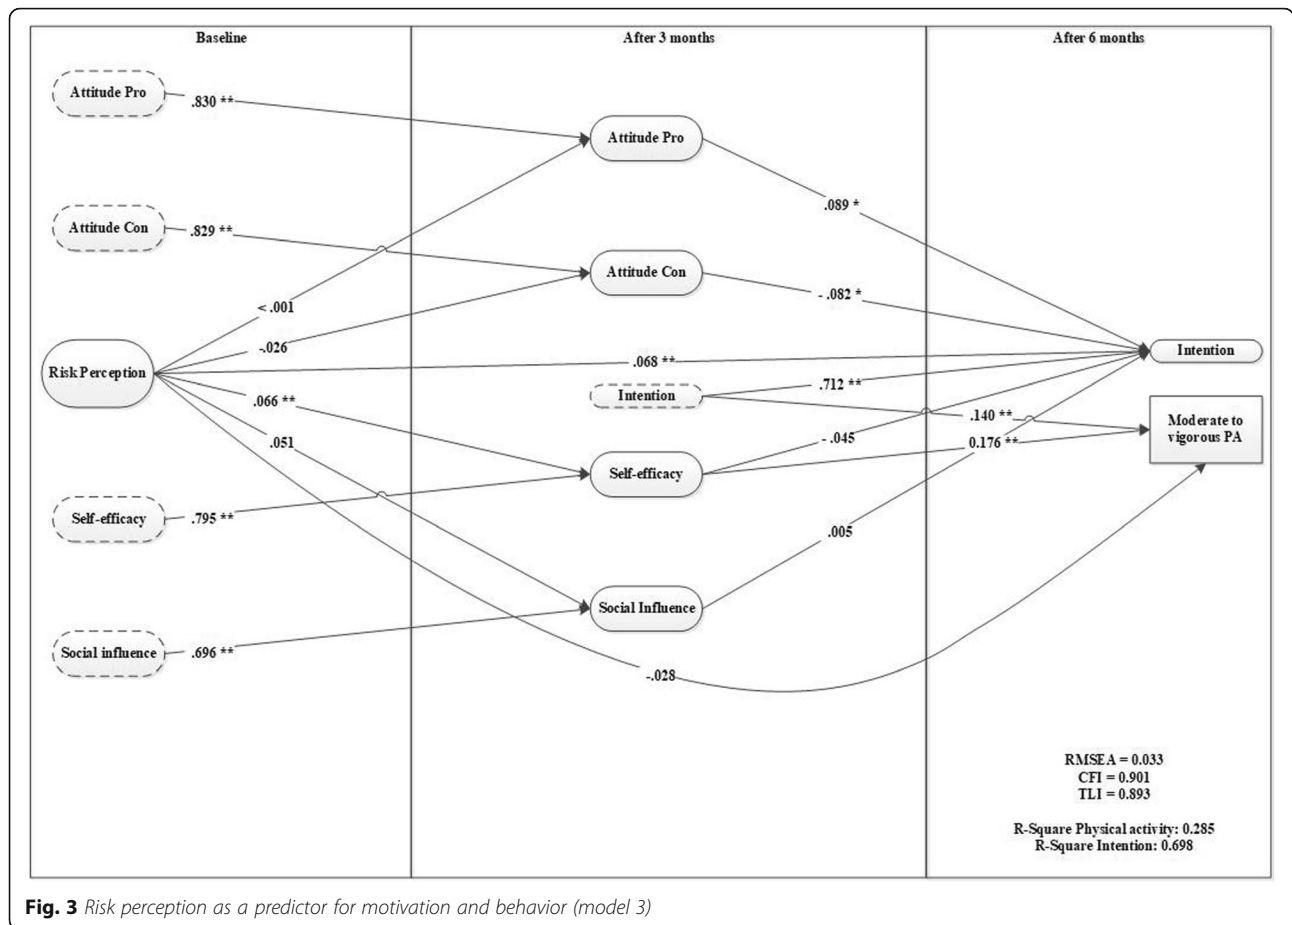 Baseline
After 3 months
After 6 months
Attitude Pro
.830 **
Attitude Pro
.089 *
Attitude Con
.829 **
Attitude Con
- .082 *
< .001
-.026
Risk Perception
.068 **
Intention
.712 **
Intention
.066 **
.140 **
Moderate to
vigorous PA
.051
- .045
0.176 **
Self-efficacy
Self-efficacy
.795 **
.005
Social Influence
Social influence
.696 **
-.028
RMSEA = 0.033
CFI = 0.901
TLI = 0.893
R-Square Physical activity: 0.285
R-Square Intention: 0.698
Fig. 3 Risk perception as a predictor for motivation and behavior (model 3)